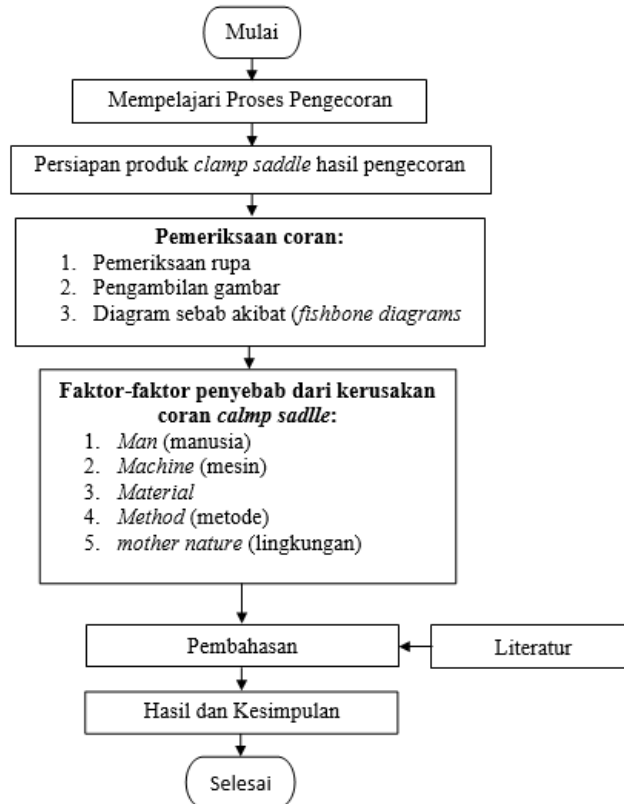 Mulai
Mempelajari Proses Pengecoran
Persiapan produk clamp saddle hasil pengecoran
Pemeriksaan coran:
1. Pemeriksaan rupa
2. Pengambilan gambar
3. Diagram sebab akibat (fishbone diagrams
Faktor-faktor penyebab dari kerusakan
coran calmp sadlle:
1. Man (manusia)
2. Machine (mesin)
3. Material
4. Method (metode)
5. mother nature (lingkungan)
Pembahasan
Literatur
Hasil dan Kesimpulan
Selesai